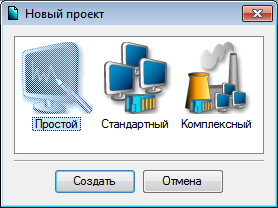 Новый проект
Простой Стандартный Комплексный
Создать Отмена